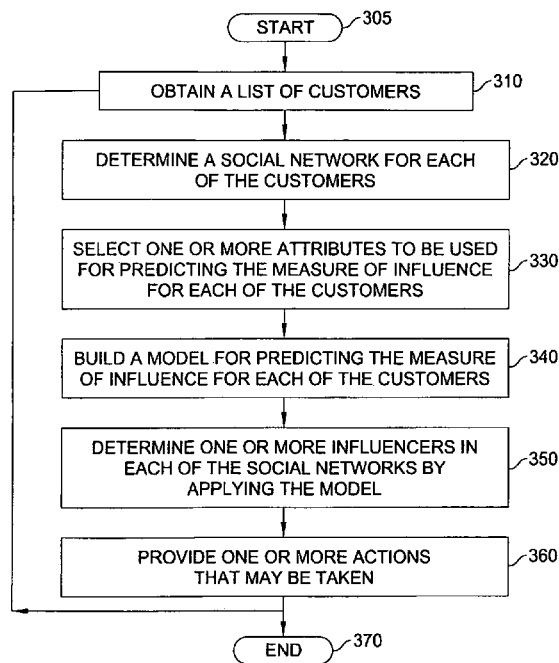 START
305
OBTAIN A LIST OF CUSTOMERS
310
DETERMINE A SOCIAL NETWORK FOR EACH
OF THE CUSTOMERS
320
SELECT ONE OR MORE ATTRIBUTES TO BE USED
FOR PREDICTING THE MEASURE OF INFLUENCE
FOR EACH OF THE CUSTOMERS
330
BUILD A MODEL FOR PREDICTING THE MEASURE
OF INFLUENCE FOR EACH OF THE CUSTOMERS
340
DETERMINE ONE OR MORE INFLUENCERS IN
EACH OF THE SOCIAL NETWORKS BY
APPLYING THE MODEL
350
PROVIDE ONE OR MORE ACTIONS
THAT MAY BE TAKEN
360
END
370